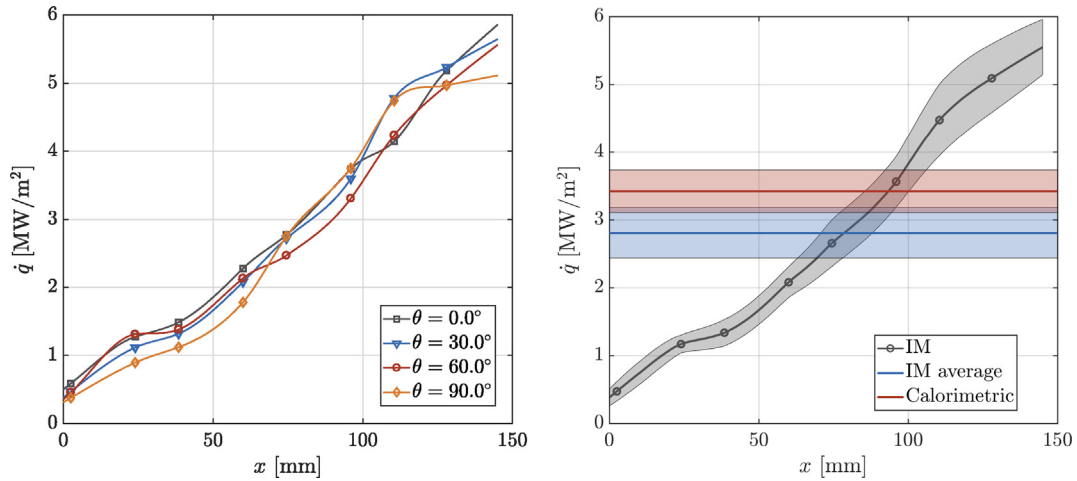 6
5
4
3
2
1
0
q̇ [MW/m²]
0
50
100
150
x [mm]
θ = 0.0°
θ = 30.0°
θ = 60.0°
θ = 90.0°
6
5
4
3
2
1
0
q̇ [MW/m²]
0
50
100
150
x [mm]
IM
IM average
Calorimetric